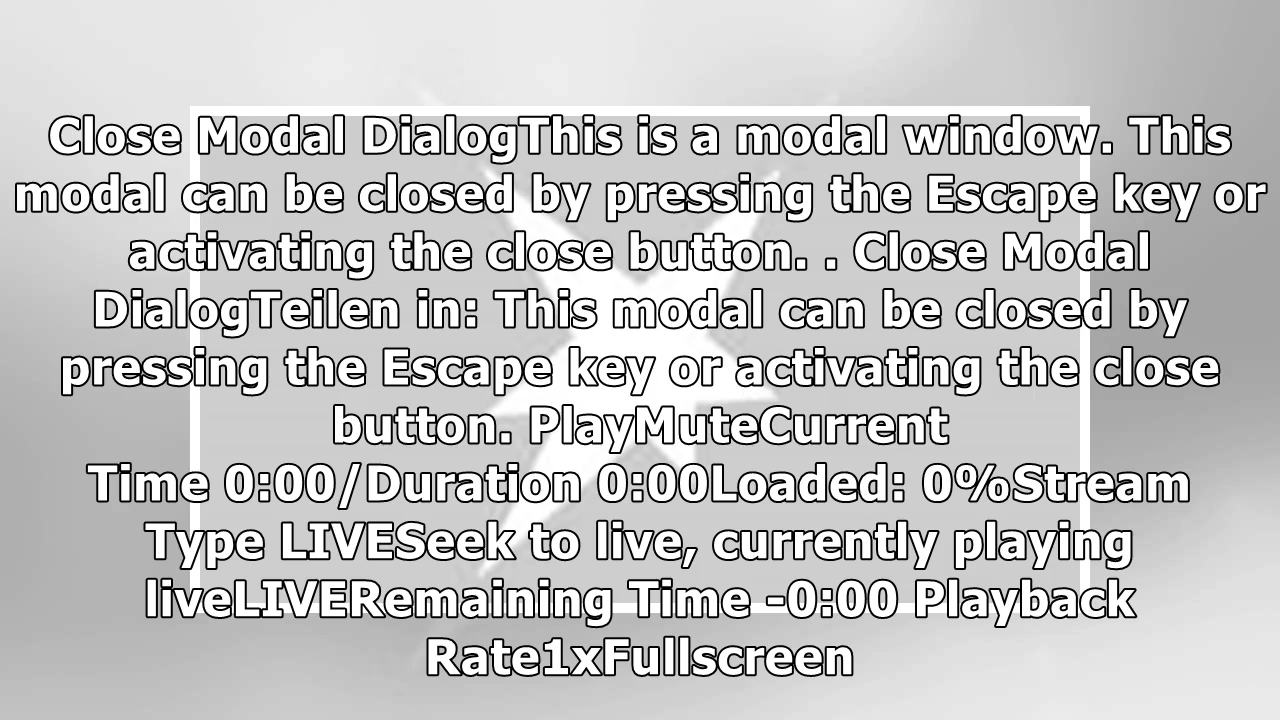 Close Modal DialogThis is a modal window. This
modal can be closed by pressing the Escape key or
activating the close button. . Close Modal
DialogTeilen in: This modal can be closed by
pressing the Escape key or activating the close
button. PlayMuteCurrent
Time 0:00/Duration 0:00Loaded: 0%Stream
Type LIVESeek to live, currently playing
liveLIVERemaining Time -0:00 Playback
Rate1xFullscreen